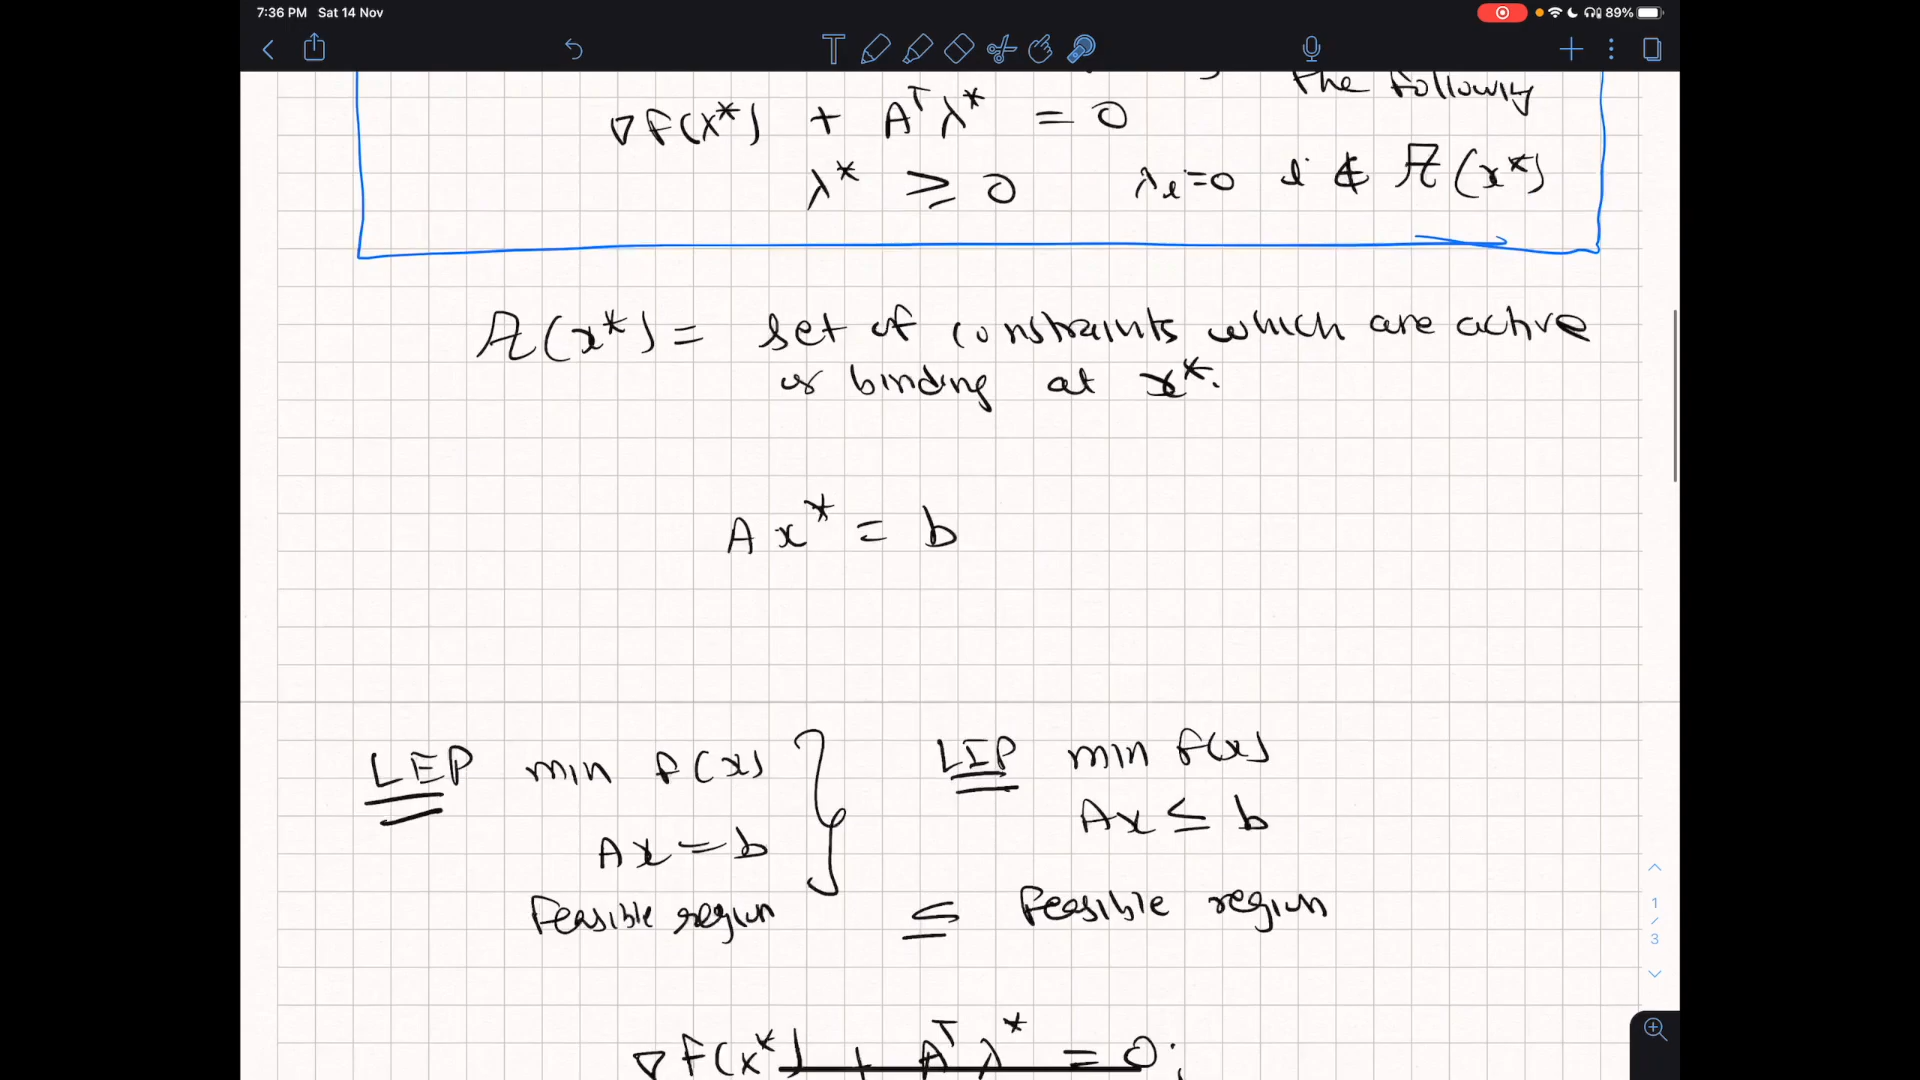 7:36 PM Sat 14 Nov
89%
the following
∇f(x*) + Aᵀλ* = 0
λ* ≥ 0 λᵢ=0 i ∉ 𝒜(x*)
𝒜(x*) = set of constraints which are active
or binding at x*.
Ax* = b
LEP min f(x)
LIP min f(x)
Ax = b
Ax ≤ b
Feasible region ⊆ Feasible region
1
/
3
∇f(x*) + Aᵀλ* = 0;